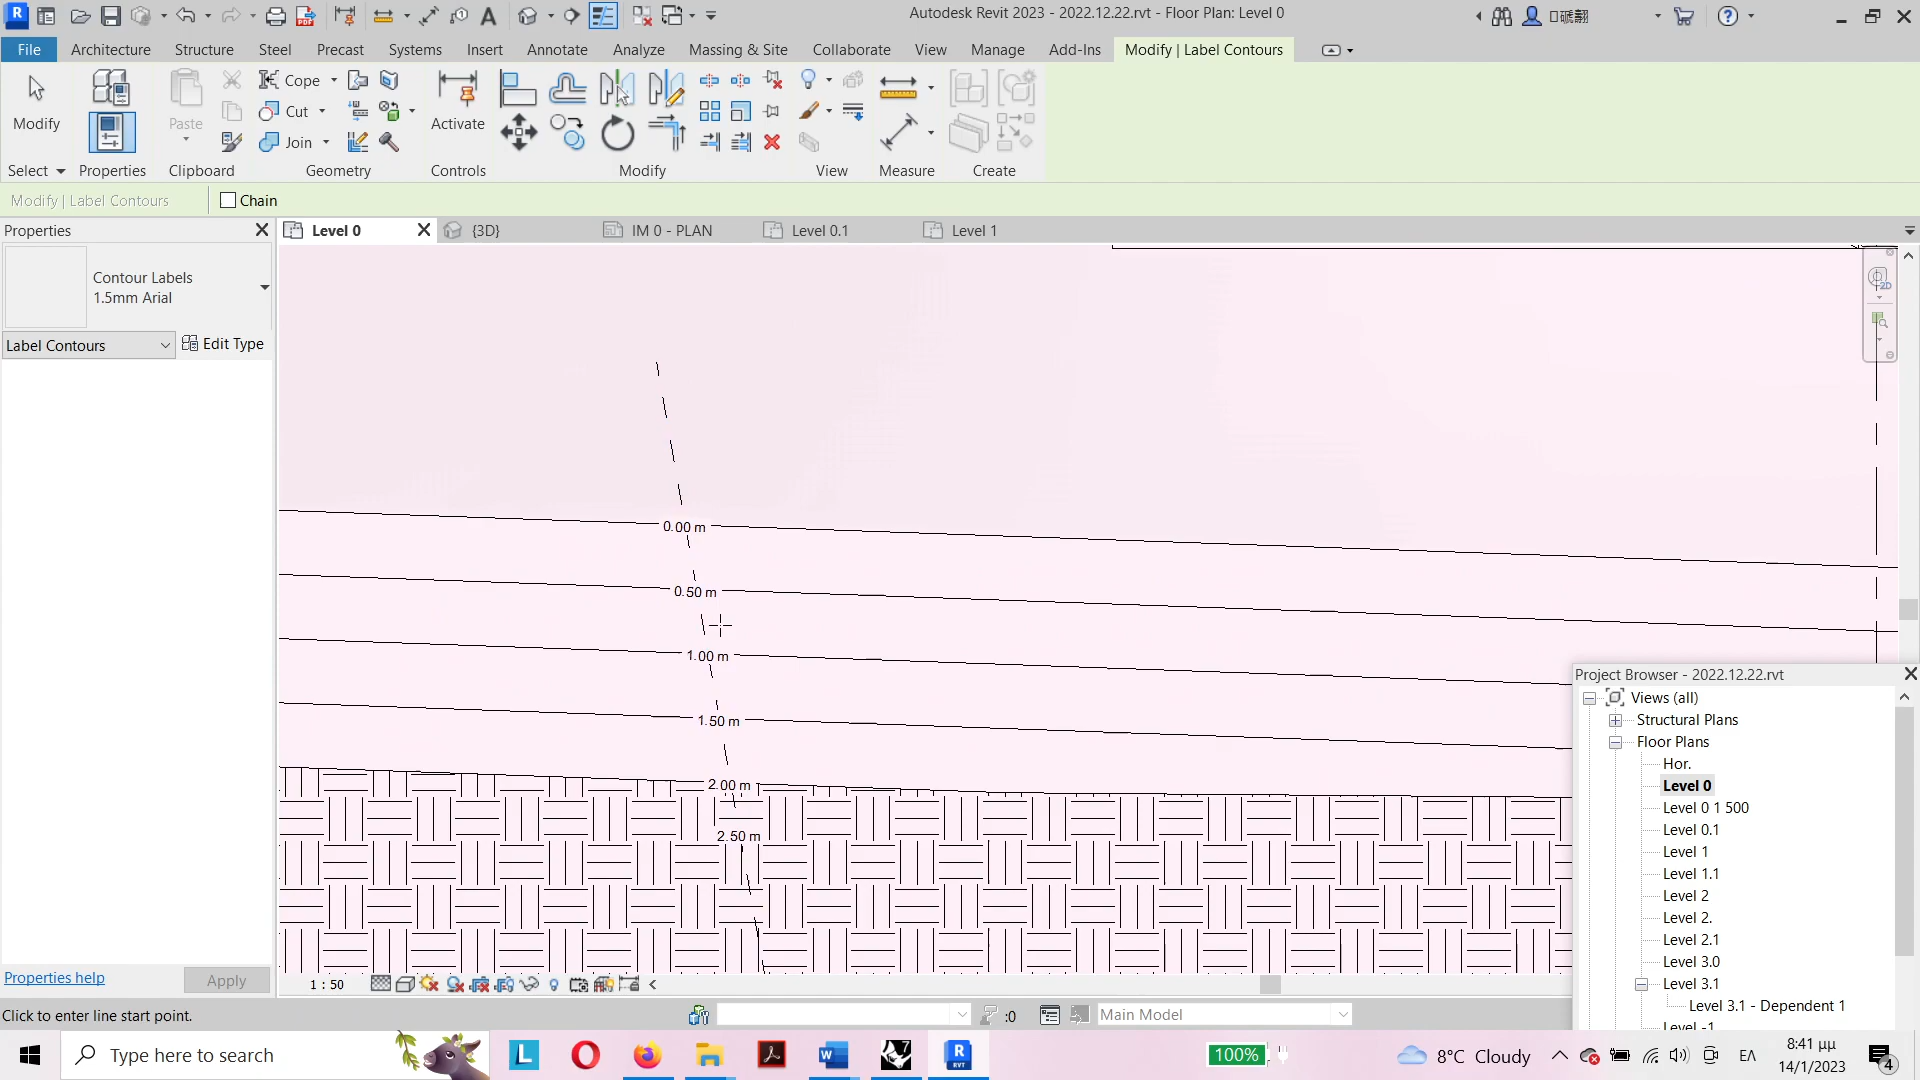 Autodesk Revit 2023 - 2022.12.22.rvt - Floor Plan: Level 0
File Architecture Structure Steel Precast Systems Insert Annotate Analyze Massing & Site Collaborate View Manage Add-Ins Modify | Label Contours
Modify Paste Cope Cut Join Activate
Select Properties Clipboard Geometry Controls Modify View Measure Create
Modify | Label Contours Chain
Properties
Level 0 {3D} IM 0 - PLAN Level 0.1 Level 1
Contour Labels
1.5mm Arial
Label Contours Edit Type
2D
0.00 m
0.50 m
1.00 m
1.50 m
2.00 m
2.50 m
Project Browser - 2022.12.22.rvt
Views (all)
Structural Plans
Floor Plans
Hor.
Level 0
Level 0 1 500
Level 0.1
Level 1
Level 1.1
Level 2
Level 2.
Level 2.1
Level 3.0
Level 3.1
Level 3.1 - Dependent 1
Level -1
Properties help Apply
1 : 50
Click to enter line start point. :0 Main Model
Type here to search
100%
8°C Cloudy
ΕΛ
8:41 μμ
14/1/2023
4